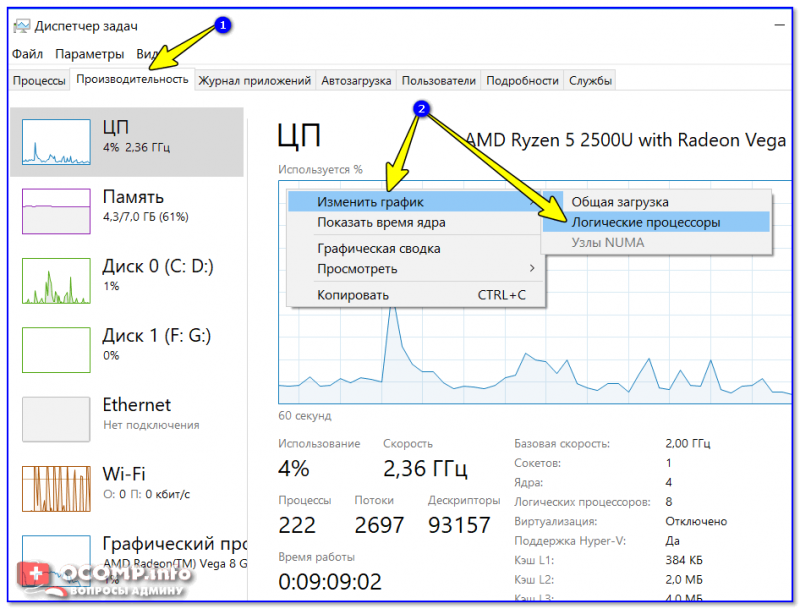 Диспетчер задач
1
Файл Параметры Вид
Процессы Производительность Журнал приложений Автозагрузка Пользователи Подробности Службы
2
ЦП
4% 2,36 ГГц
Память
4,3/7,0 ГБ (61%)
Диск 0 (C: D:)
1%
Диск 1 (F: G:)
0%
Ethernet
Нет подключения
Wi-Fi
О: 0 П: 0 кбит/с
Графический про
AMD Radeon(TM) Vega 8 G
ЦП
AMD Ryzen 5 2500U with Radeon Vega
Используется %
Изменить график
Показать время ядра
Графическая сводка
Просмотреть
Копировать CTRL+C
Общая загрузка
Логические процессоры
Узлы NUMA
60 секунд
Использование Скорость
4% 2,36 ГГц
Процессы Потоки Дескрипторы
222 2697 93157
Время работы
0:09:09:02
Базовая скорость: 2,00 ГГц
Сокетов: 1
Ядра: 4
Логических процессоров: 8
Виртуализация: Отключено
Поддержка Hyper-V: Да
Кэш L1: 384 КБ
Кэш L2: 2,0 МБ
Кэш L3: 4,0 МБ
OCOMP.info
ВОПРОСЫ АДМИНУ